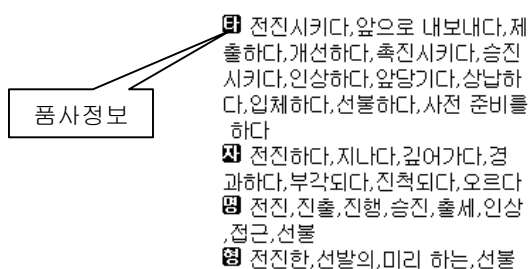 타 전진시키다,앞으로 내보내다,제
출하다,개선하다,촉진시키다,승진
시키다,인상하다,앞당기다,상납하
다,입체하다,선불하다,사전 준비를
하다
자 전진하다,지나다,깊어가다,경
과하다,부각되다,진척되다,오르다
명 전진,진출,진행,승진,출세,인상
,접근,선불
형 전진한,선발의,미리 하는,선불
품사정보